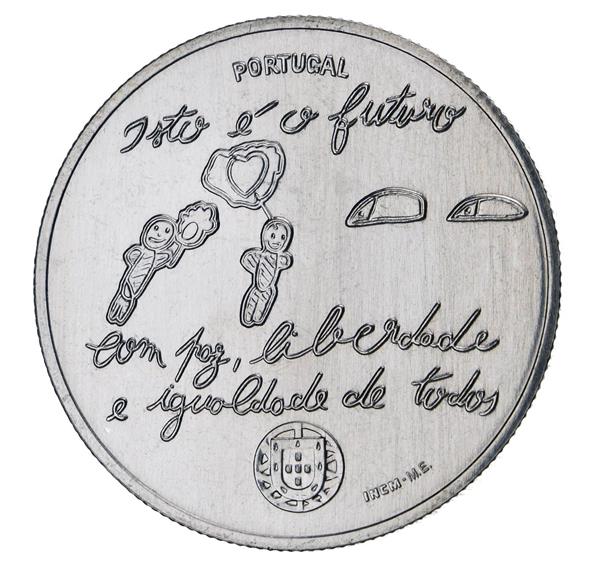 PORTUGAL
Isto é o futuro
com paz, liberdade
e igualdade de todos
INCM-M.E.